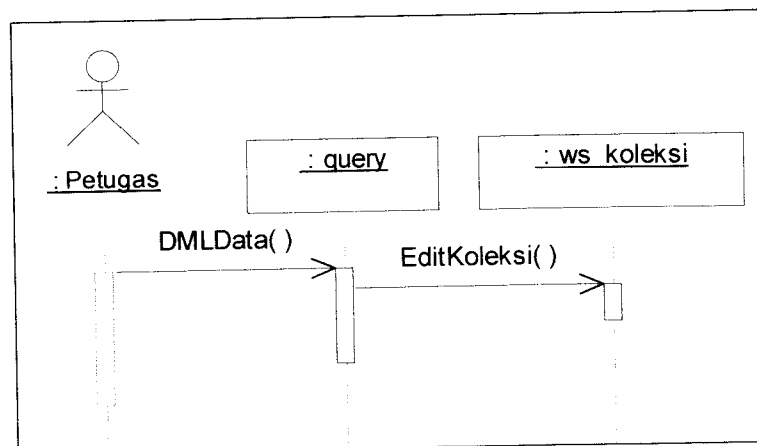 : Petugas
: query
: ws_koleksi
DMLData( )
EditKoleksi( )